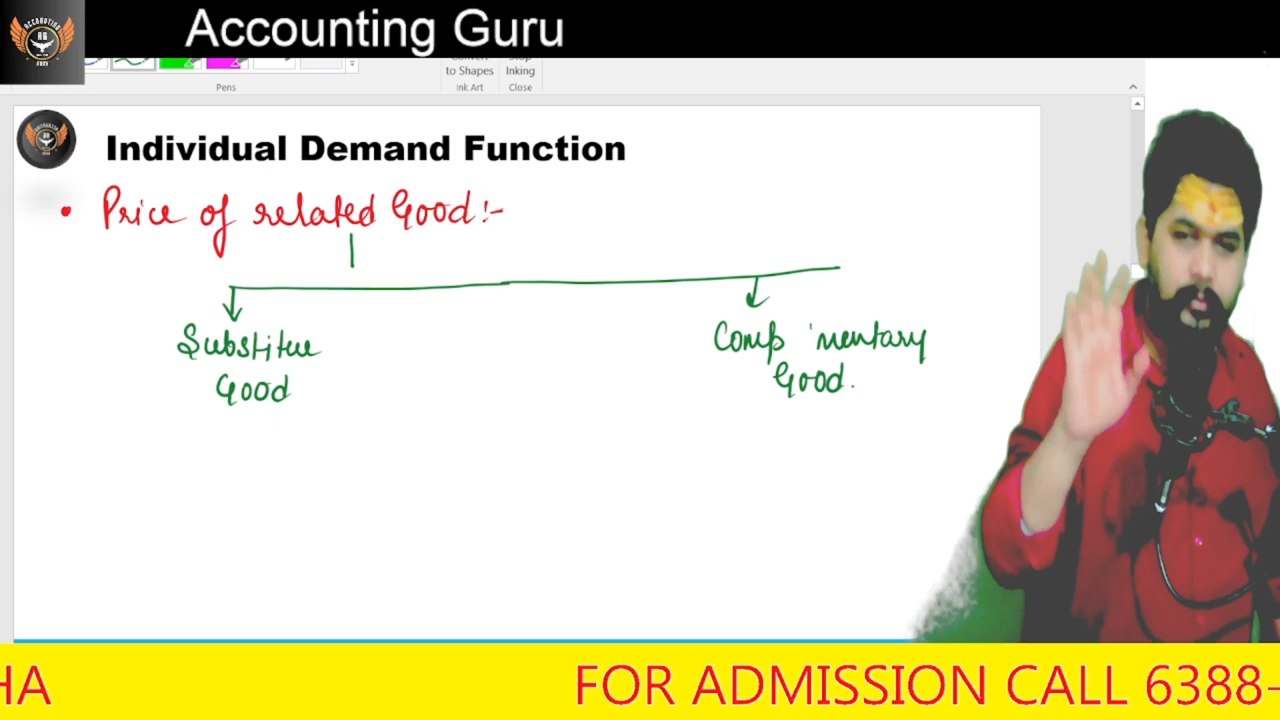 Accounting Guru
to Shapes
Inking
Pens
Ink Art
Close
Individual Demand Function
• Price of related Good:-
Substitue
Good
Comp mentary
Good.
HA
FOR ADMISSION CALL 6388-